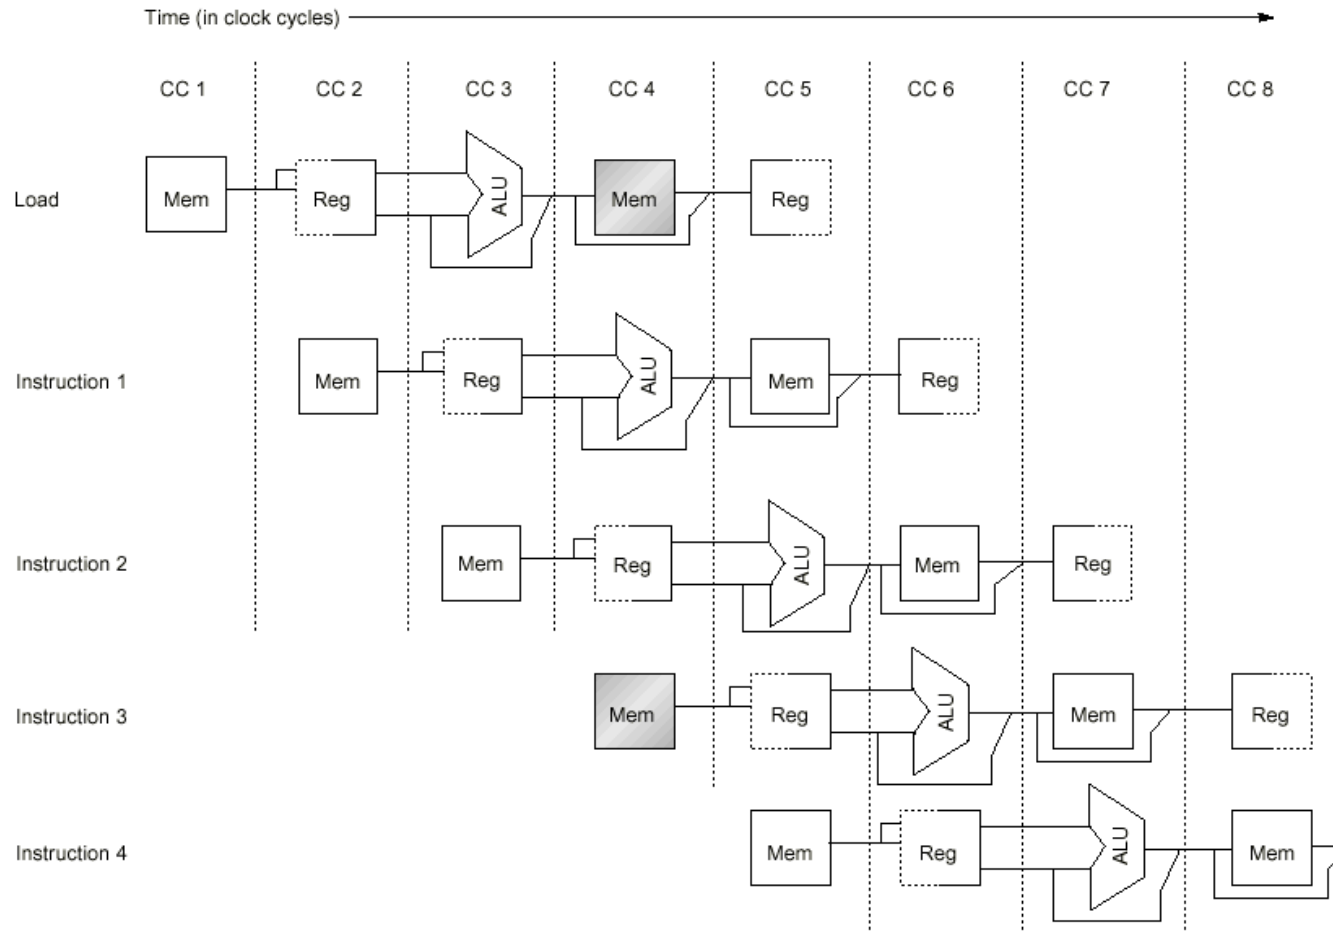 Time (in clock cycles)
CC 1 CC 2 CC 3 CC 4 CC 5 CC 6 CC 7 CC 8
Load Mem Reg ALU Mem Reg
Instruction 1 Mem Reg ALU Mem Reg
Instruction 2 Mem Reg ALU Mem Reg
Instruction 3 Mem Reg ALU Mem Reg
Instruction 4 Mem Reg ALU Mem